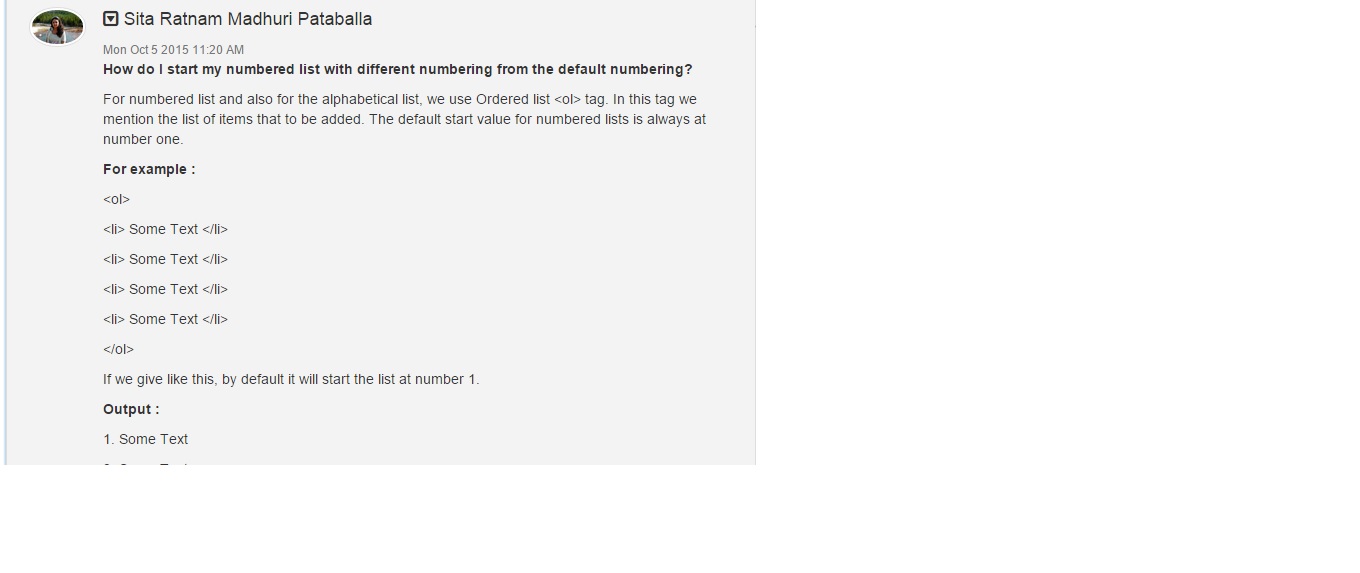 Sita Ratnam Madhuri Pataballa
Mon Oct 5 2015 11:20 AM
How do I start my numbered list with different numbering from the default numbering?
For numbered list and also for the alphabetical list, we use Ordered list <ol> tag. In this tag we
mention the list of items that to be added. The default start value for numbered lists is always at
number one.
For example :
<ol>
<li> Some Text </li>
<li> Some Text </li>
<li> Some Text </li>
<li> Some Text </li>
</ol>
If we give like this, by default it will start the list at number 1.
Output :
1. Some Text